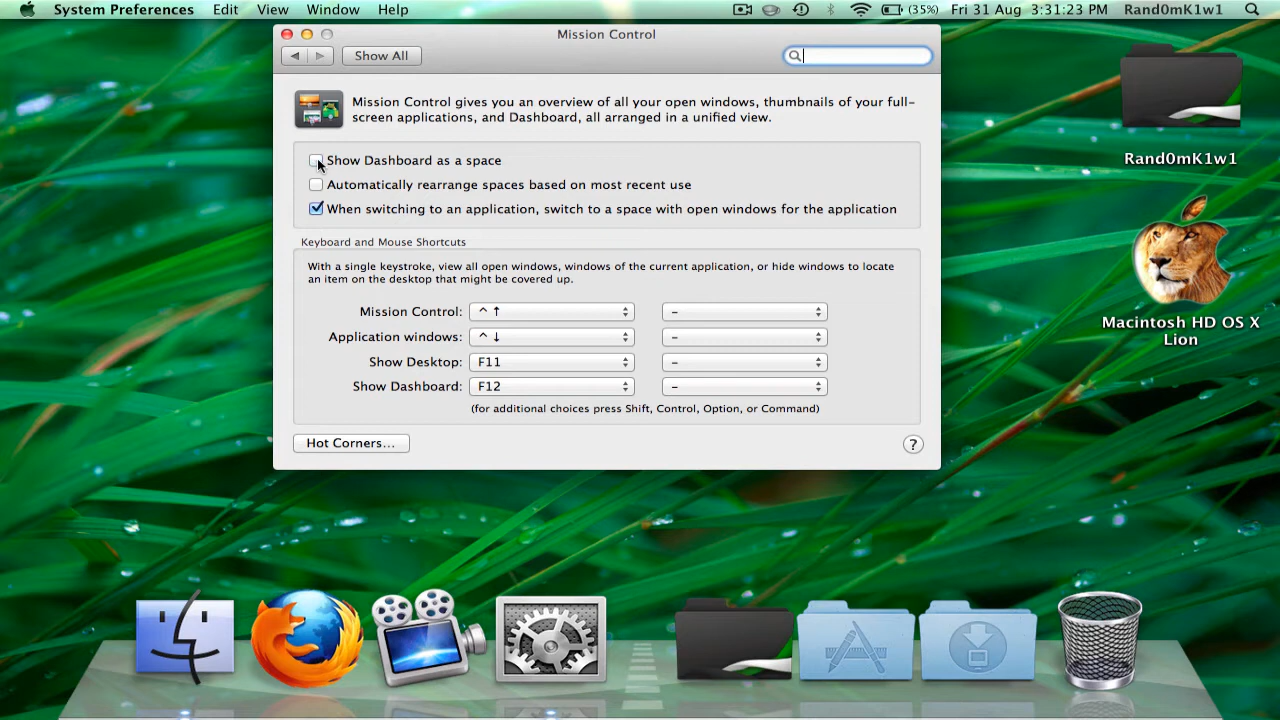 System Preferences Edit View Window Help (35%) Fri 31 Aug 3:31:23 PM Rand0mK1w1
Mission Control
Show All
Mission Control gives you an overview of all your open windows, thumbnails of your full-
screen applications, and Dashboard, all arranged in a unified view.
Show Dashboard as a space
Automatically rearrange spaces based on most recent use
When switching to an application, switch to a space with open windows for the application
Keyboard and Mouse Shortcuts
With a single keystroke, view all open windows, windows of the current application, or hide windows to locate
an item on the desktop that might be covered up.
Mission Control: ^ ↑ –
Application windows: ^ ↓ –
Show Desktop: F11 –
Show Dashboard: F12 –
(for additional choices press Shift, Control, Option, or Command)
Hot Corners... ?
Rand0mK1w1
Macintosh HD OS X
Lion